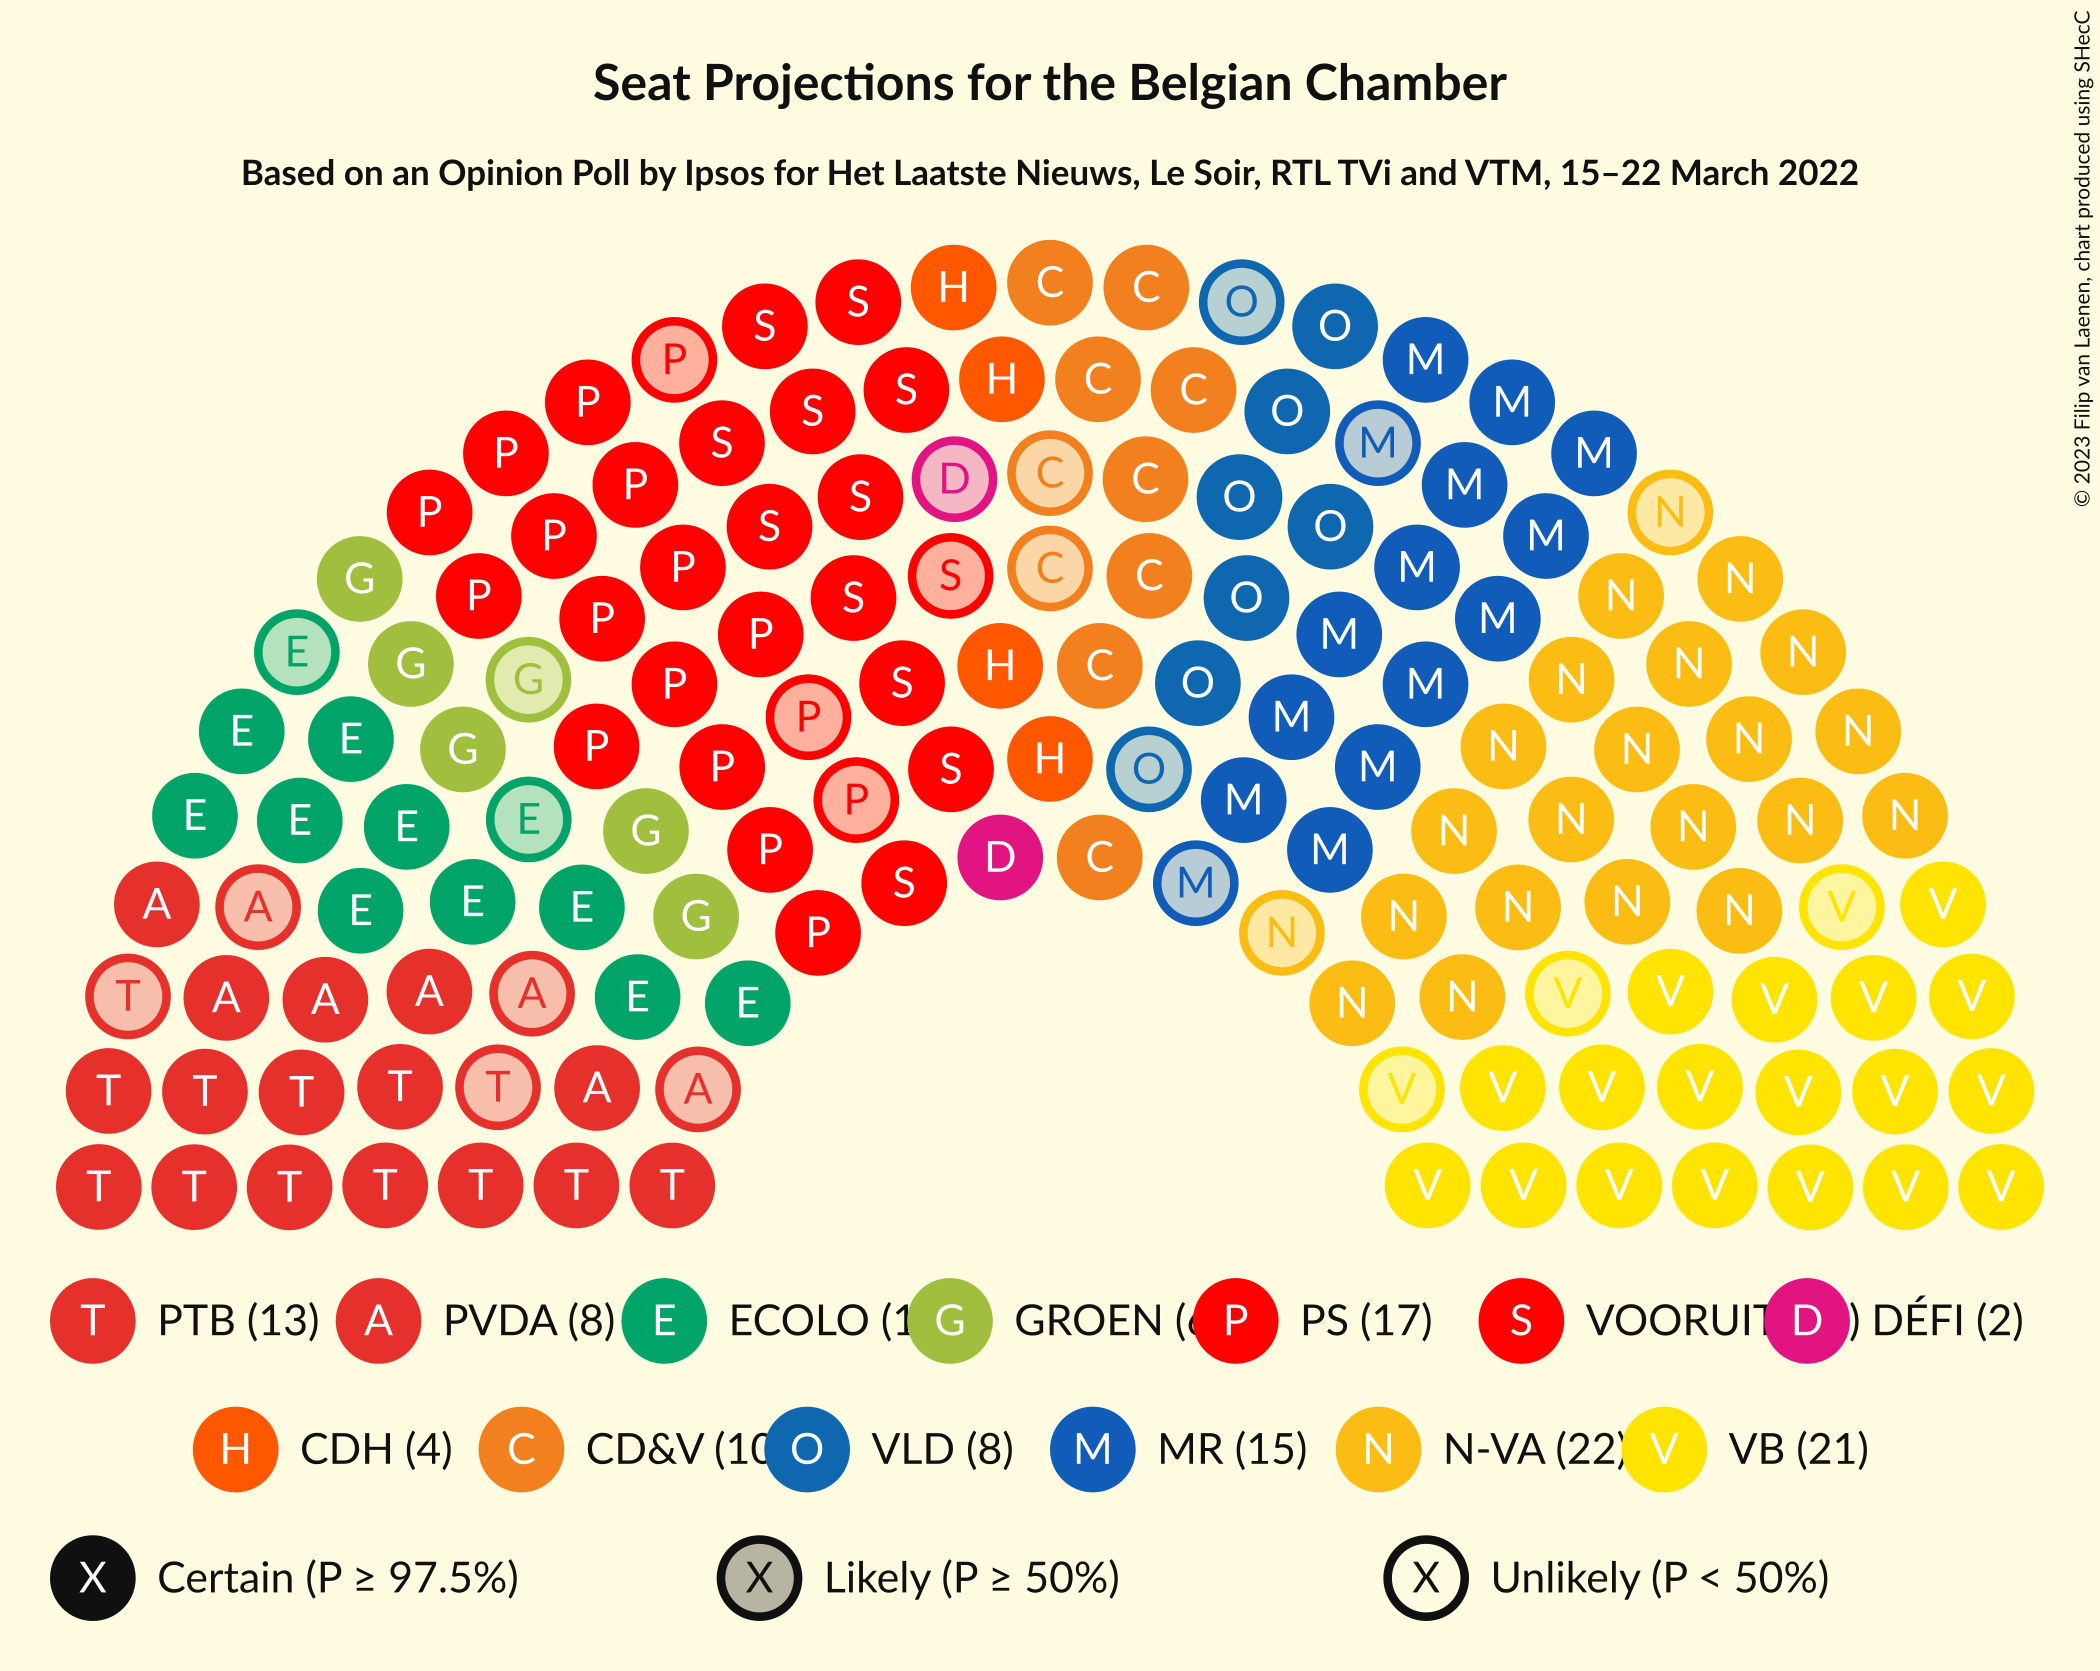 Seat Projections for the Belgian Chamber
Based on an Opinion Poll by Ipsos for Het Laatste Nieuws, Le Soir, RTL TVi and VTM, 15–22 March 2022
© 2023 Filip van Laenen, chart produced using SHecC
H C C O O M
S S
P M M
P P S S S H C C O M M M N
P P P S S D C C O O M M N N N
G P P P S S C C O M M N N N
E G G P P P S H C O M M N N N N
E E G P P P S H O M M N N N N N
E E E E G P S D C M N M N N N N V V
A A E E E G P N N N V V V V V
T A A A A E E V V V V V V V
T T T T T A A V V V V V V V
T T T T T T T
T PTB (13) A PVDA (8) E ECOLO (1 G GROEN ( P PS (17) S VOORUIT D ) DÉFI (2)
H CDH (4) C CD&V (10 O VLD (8) M MR (15) N N-VA (22) V VB (21)
X Certain (P ≥ 97.5%) X Likely (P ≥ 50%) X Unlikely (P < 50%)